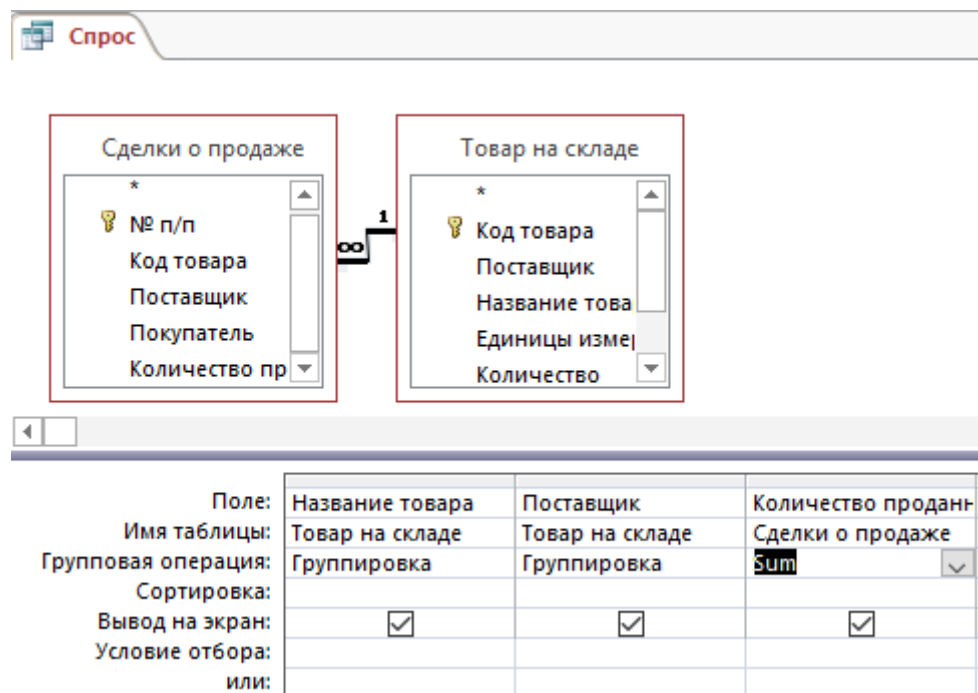 Спрос
Сделки о продаже
*
№ п/п
Код товара
Поставщик
Покупатель
Количество пр
1
∞
Товар на складе
*
Код товара
Поставщик
Название това
Единицы изме
Количество
Поле: Название товара Поставщик Количество проданн
Имя таблицы: Товар на складе Товар на складе Сделки о продаже
Групповая операция: Группировка Группировка Sum
Сортировка:
Вывод на экран:
Условие отбора:
или: